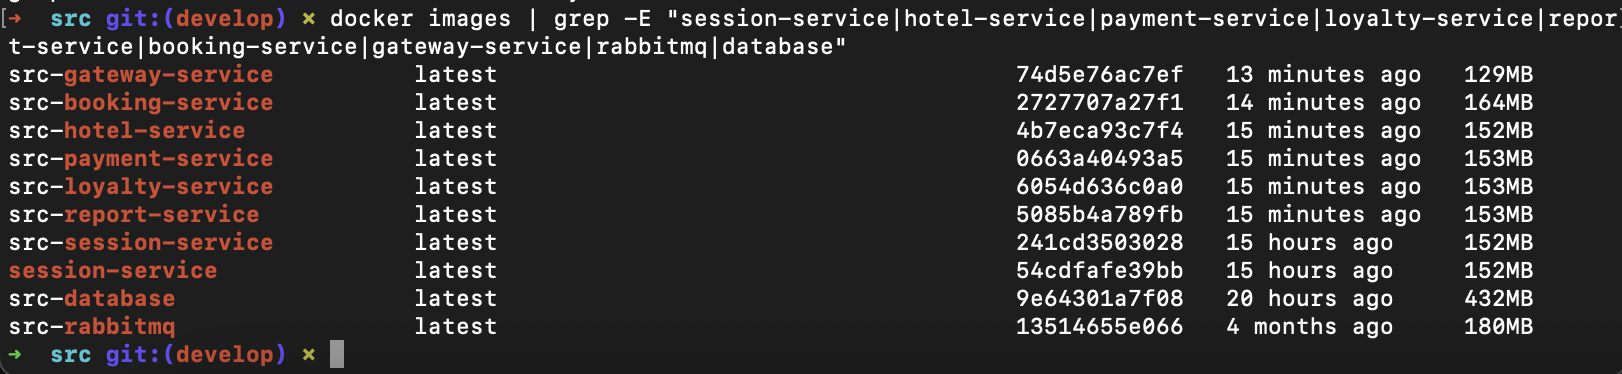 [➜  src git:(develop) ✗ docker images | grep -E "session-service|hotel-service|payment-service|loyalty-service|repor]
t-service|booking-service|gateway-service|rabbitmq|database"
src-gateway-service latest 74d5e76ac7ef 13 minutes ago 129MB
src-booking-service latest 2727707a27f1 14 minutes ago 164MB
src-hotel-service latest 4b7eca93c7f4 15 minutes ago 152MB
src-payment-service latest 0663a40493a5 15 minutes ago 153MB
src-loyalty-service latest 6054d636c0a0 15 minutes ago 153MB
src-report-service latest 5085b4a789fb 15 minutes ago 153MB
src-session-service latest 241cd3503028 15 hours ago 152MB
session-service latest 54cdfafe39bb 15 hours ago 152MB
src-database latest 9e64301a7f08 20 hours ago 432MB
src-rabbitmq latest 13514655e066 4 months ago 180MB
➜  src git:(develop) ✗